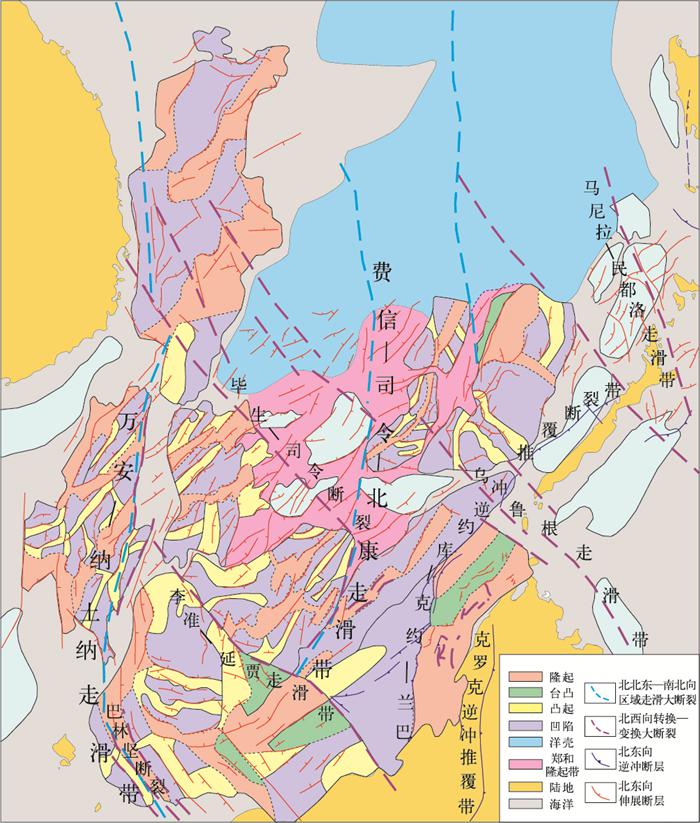 马尼拉—民都洛走滑带
费信—司令—北康走滑带
毕生—司令断裂
巴兰—约克—库约逆冲推覆断裂带
乌鲁根走滑带
万安—纳土纳走滑带
李准—延贾走滑带
巴林坚断裂
克罗克逆冲推覆带
隆起
台凸
凸起
凹陷
洋壳
郑和
隆起带
陆地
海洋
北北东—南北向
区域走滑大断裂
北西向转换—
变换大断裂
北东向
逆冲断层
北东向
伸展断层